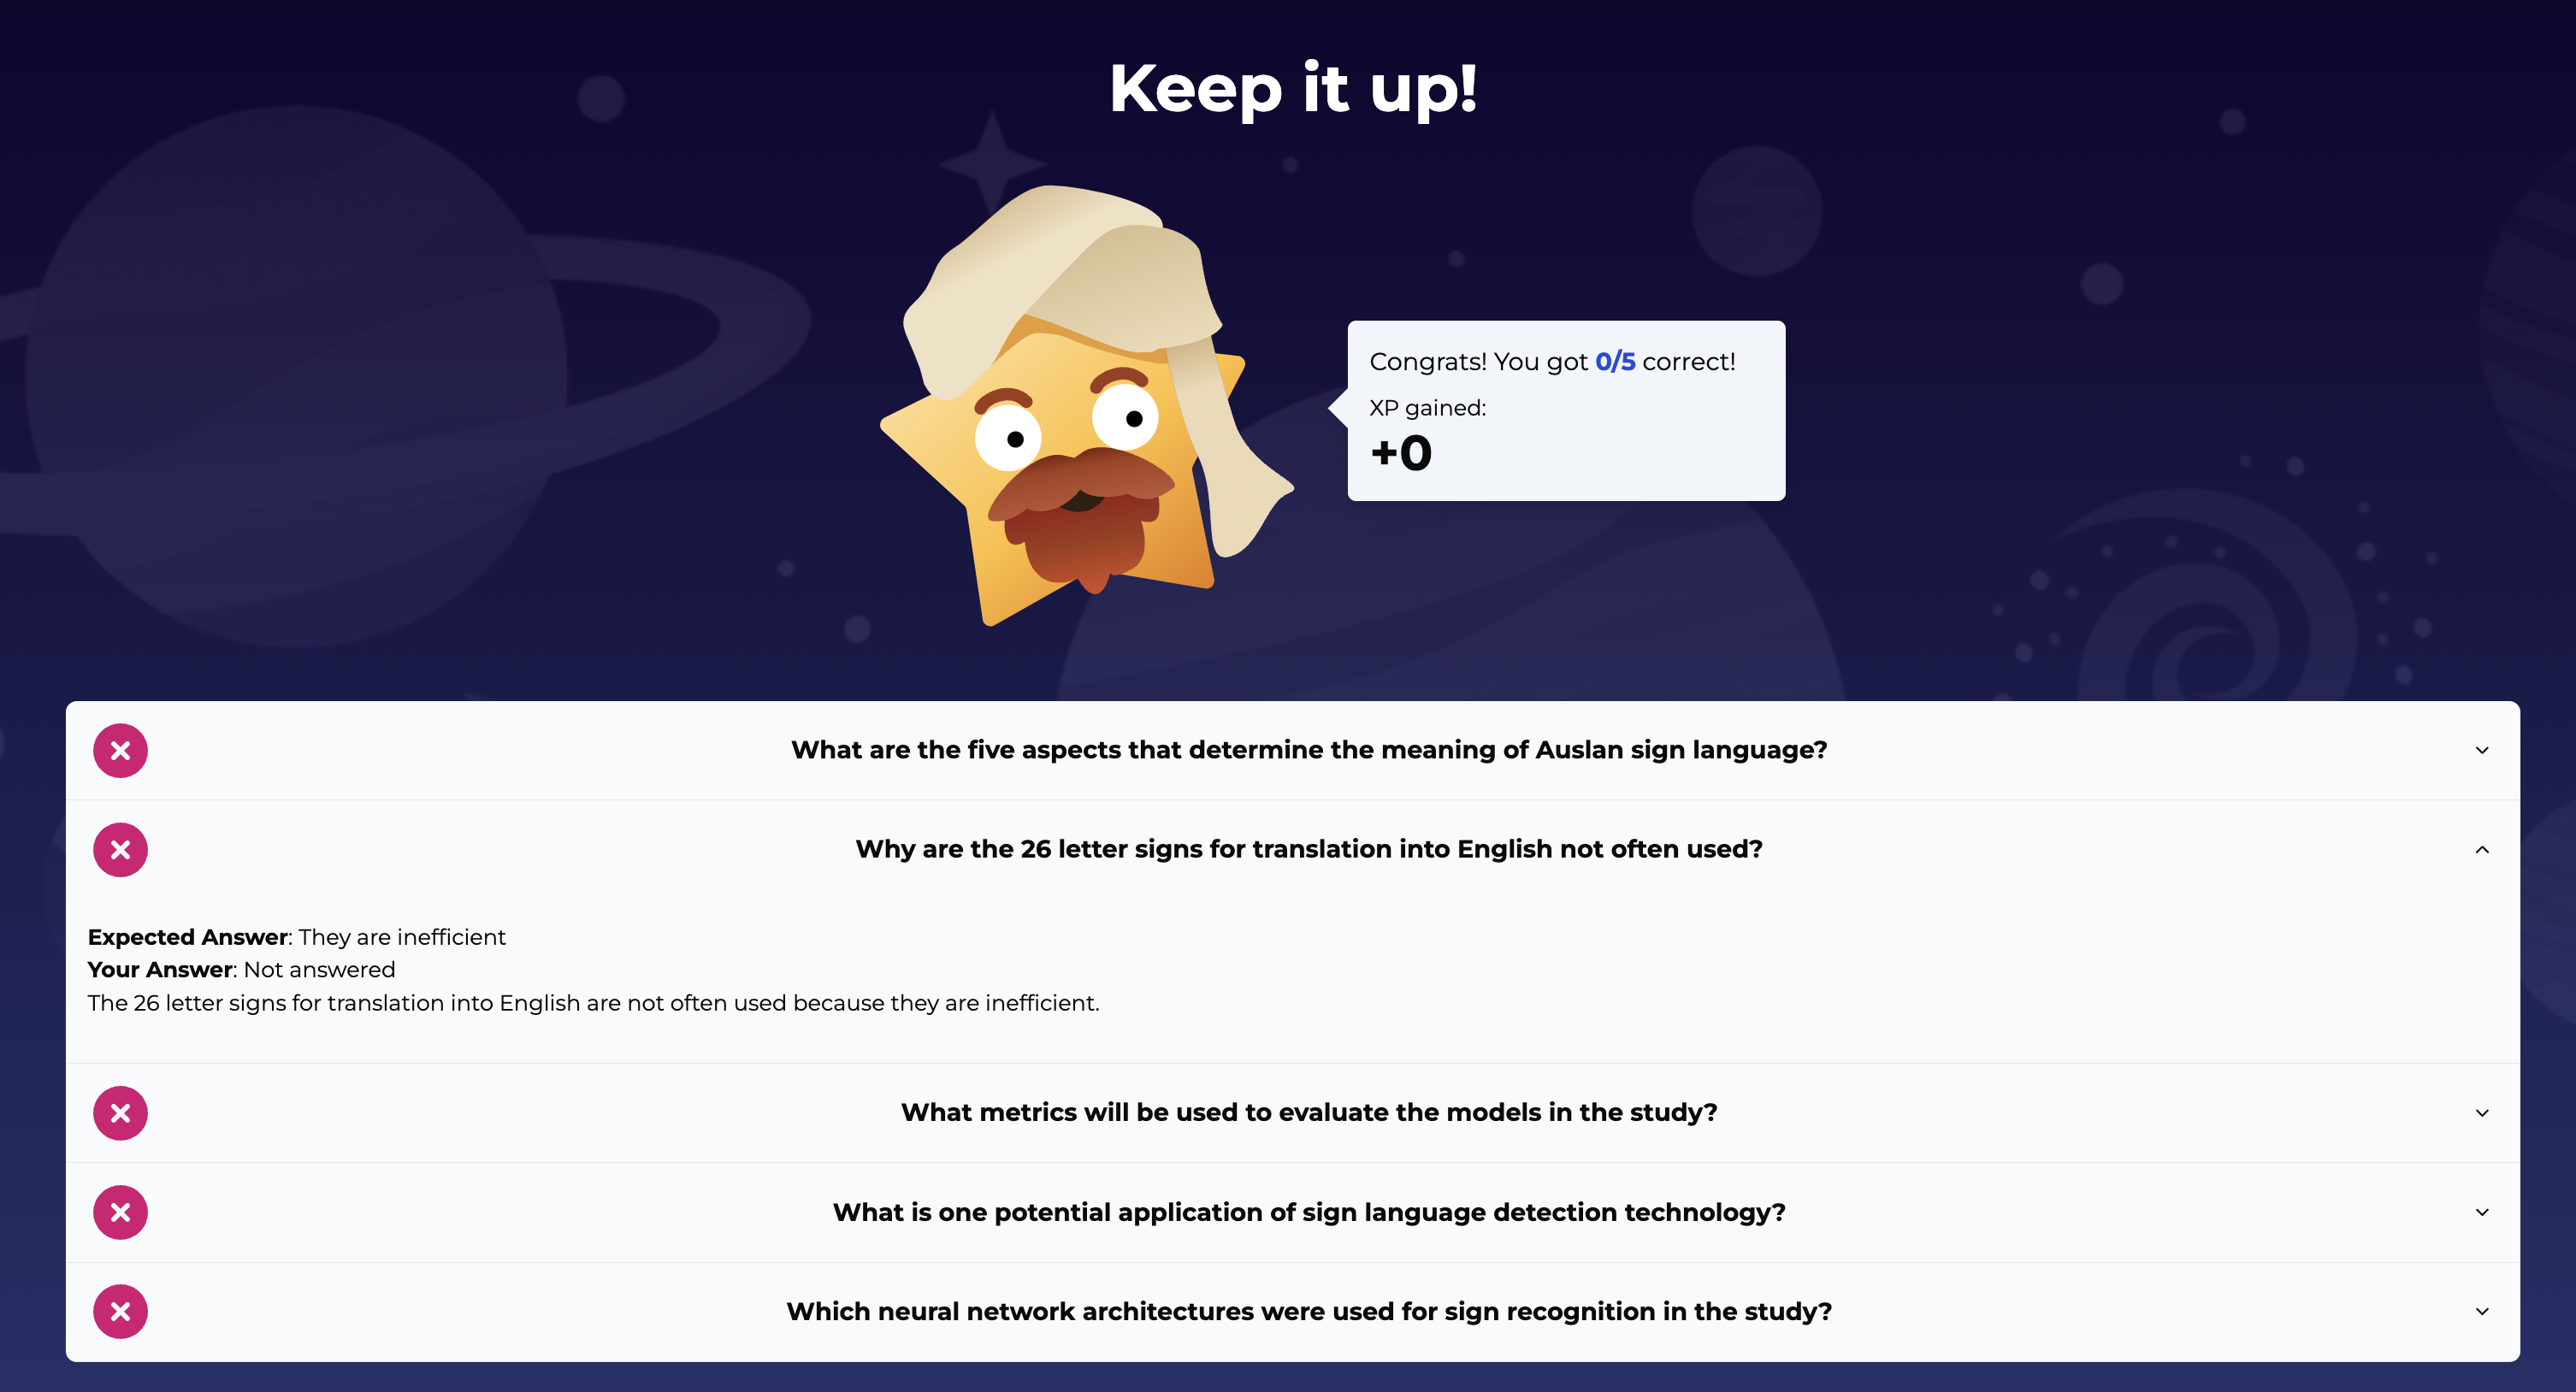 Keep it up!
Congrats! You got 0/5 correct!
XP gained:
+0
What are the five aspects that determine the meaning of Auslan sign language?
Why are the 26 letter signs for translation into English not often used?
Expected Answer: They are inefficient
Your Answer: Not answered
The 26 letter signs for translation into English are not often used because they are inefficient.
What metrics will be used to evaluate the models in the study?
What is one potential application of sign language detection technology?
Which neural network architectures were used for sign recognition in the study?